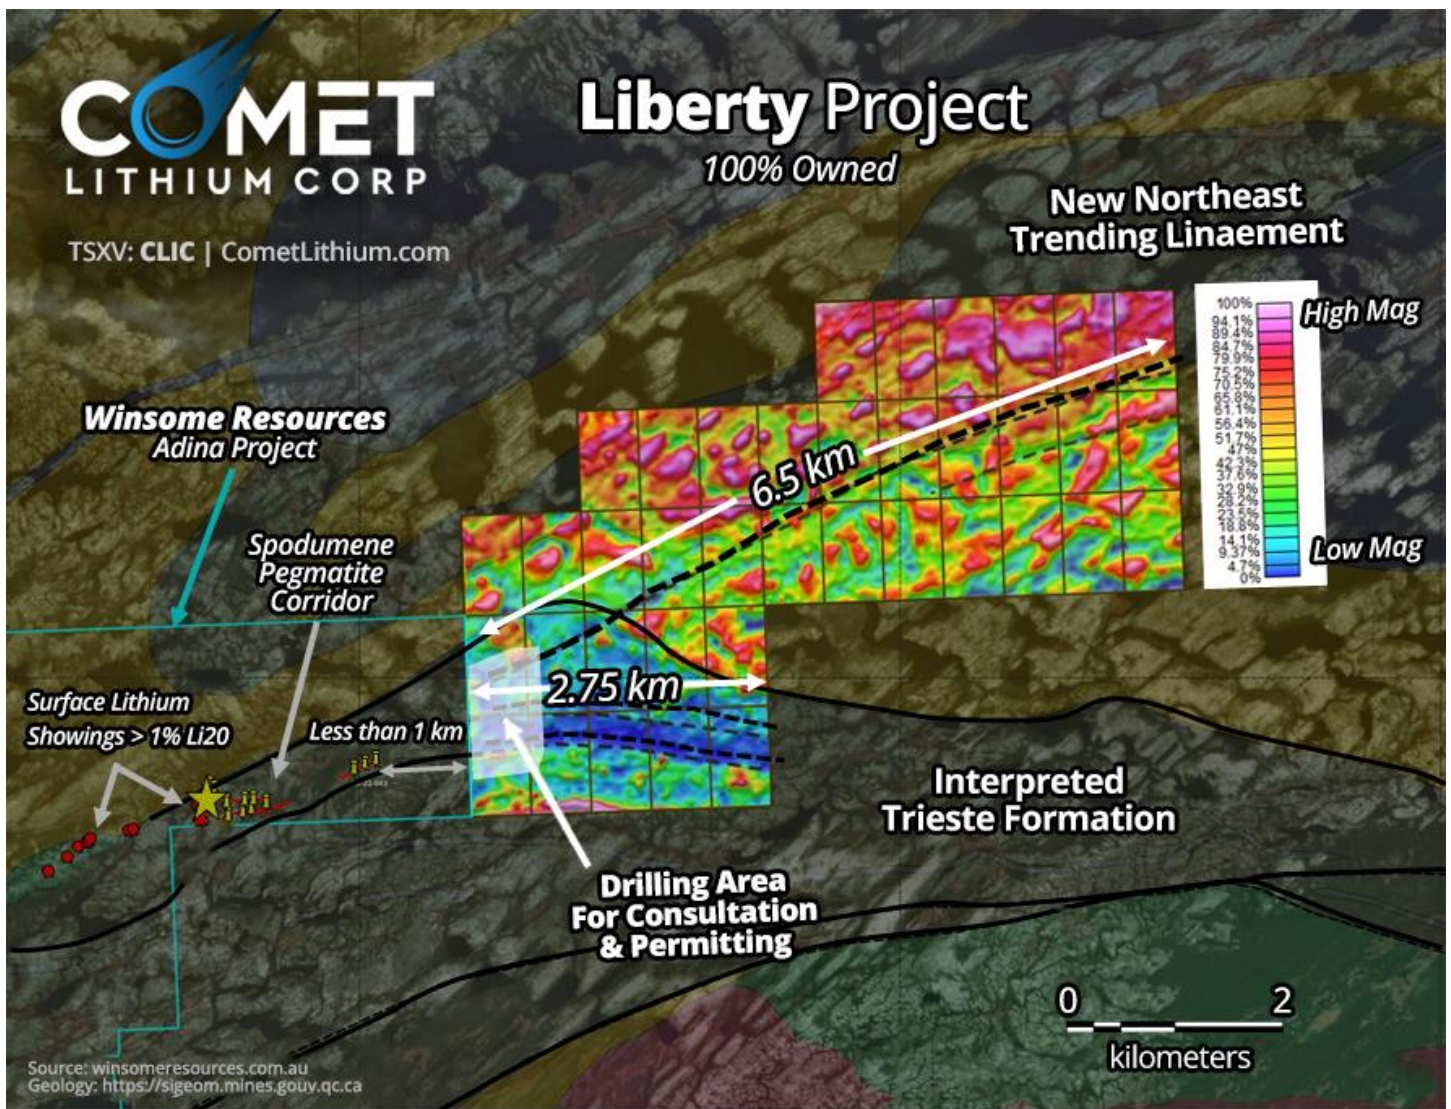 COMET
LITHIUM CORP
TSXV: CLIC | CometLithium.com
Liberty Project
100% Owned
New Northeast
Trending Linaement
100%
94.1%
89.4%
84.7%
79.9%
75.2%
70.5%
65.8%
61.1%
56.4%
51.7%
47%
42.3%
37.6%
32.9%
28.2%
23.5%
18.8%
14.1%
9.37%
4.7%
0%
High Mag
Low Mag
Winsome Resources
Adina Project
6.5 km
Spodumene
Pegmatite
Corridor
Surface Lithium
Showings > 1% Li20
Less than 1 km
2.75 km
Interpreted
Trieste Formation
Drilling Area
For Consultation
& Permitting
0 2
kilometers
Source: winsomeresources.com.au
Geology: https://sigeom.mines.gouv.qc.ca